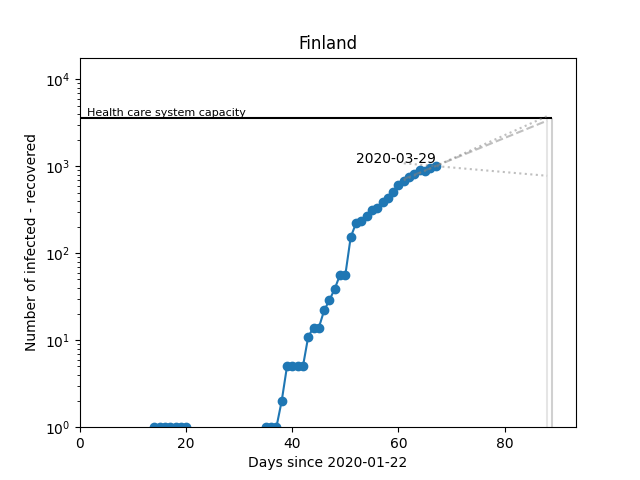 Finland
Number of infected - recovered
10⁴
10³
10²
10¹
10⁰
Health care system capacity
2020-03-29
0 20 40 60 80
Days since 2020-01-22